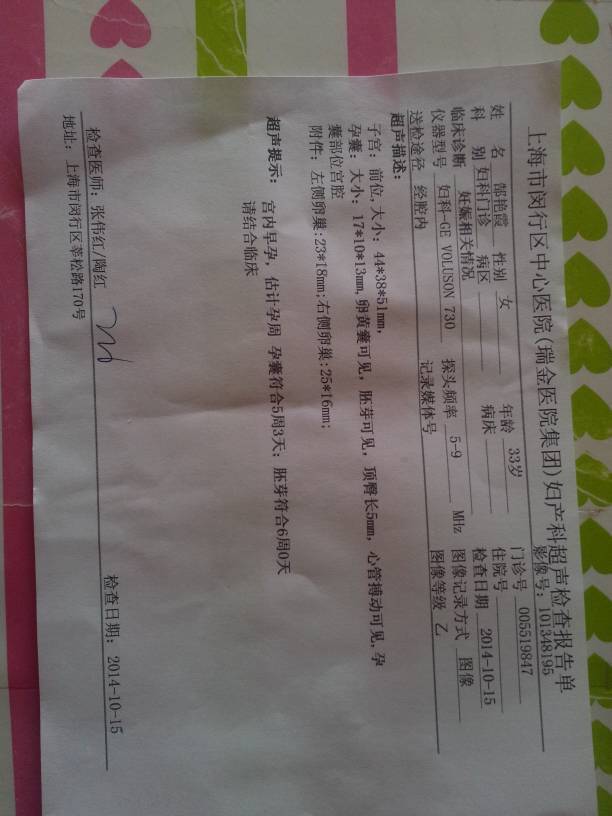 上海市闵行区中心医院(瑞金医院集团)妇产科超声检查报告单
影像号：101348195
姓 名 郜艳霞 性别 女 年龄 33岁 门诊号 005519847
科 别 妇科门诊 病区 病床 住院号
临床诊断 妊娠相关情况 检查日期 2014-10-15
仪器型号 妇科-GE VOLUSON 730 探头频率 5-9 MHz 图像记录方式 图像
送检途径 经腔内 记录媒体号 图像等级 乙
超声描述：
子宫：前位,大小：44*38*51mm,
孕囊：大小：17*10*13mm,卵黄囊可见，胚芽可见，顶臀长5mm，心管搏动可见,孕
囊部位宫腔
附件：左侧卵巢:23*18mm;右侧卵巢:25*16mm;
超声提示： 宫内早孕，估计孕周 孕囊符合5周3天；胚芽符合6周0天
请结合临床
检查医师：张伟红/陶红 检查日期：2014-10-15
地址：上海市闵行区莘松路170号